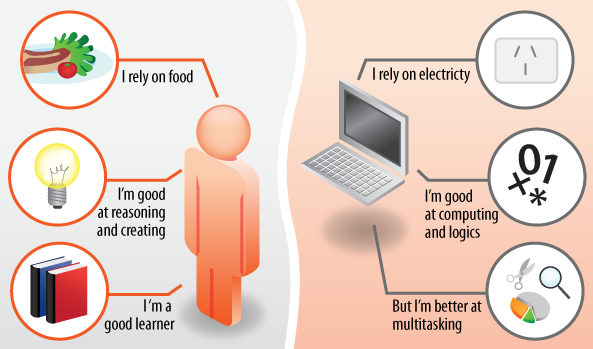 I rely on food
I'm good
at reasoning
and creating
I'm a
good learner
I rely on electricty
I'm good
at computing
and logics
01
×*
But I'm better at
multitasking